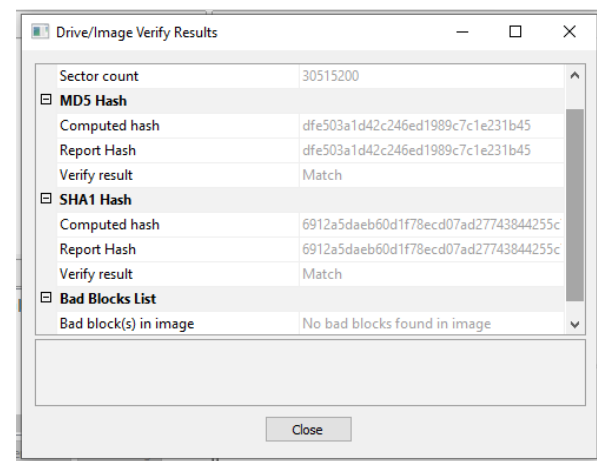 Drive/Image Verify Results
Sector count 30515200
MD5 Hash
Computed hash dfe503a1d42c246ed1989c7c1e231b45
Report Hash dfe503a1d42c246ed1989c7c1e231b45
Verify result Match
SHA1 Hash
Computed hash 6912a5daeb60d1f78ecd07ad27743844255c
Report Hash 6912a5daeb60d1f78ecd07ad27743844255c
Verify result Match
Bad Blocks List
Bad block(s) in image No bad blocks found in image
Close